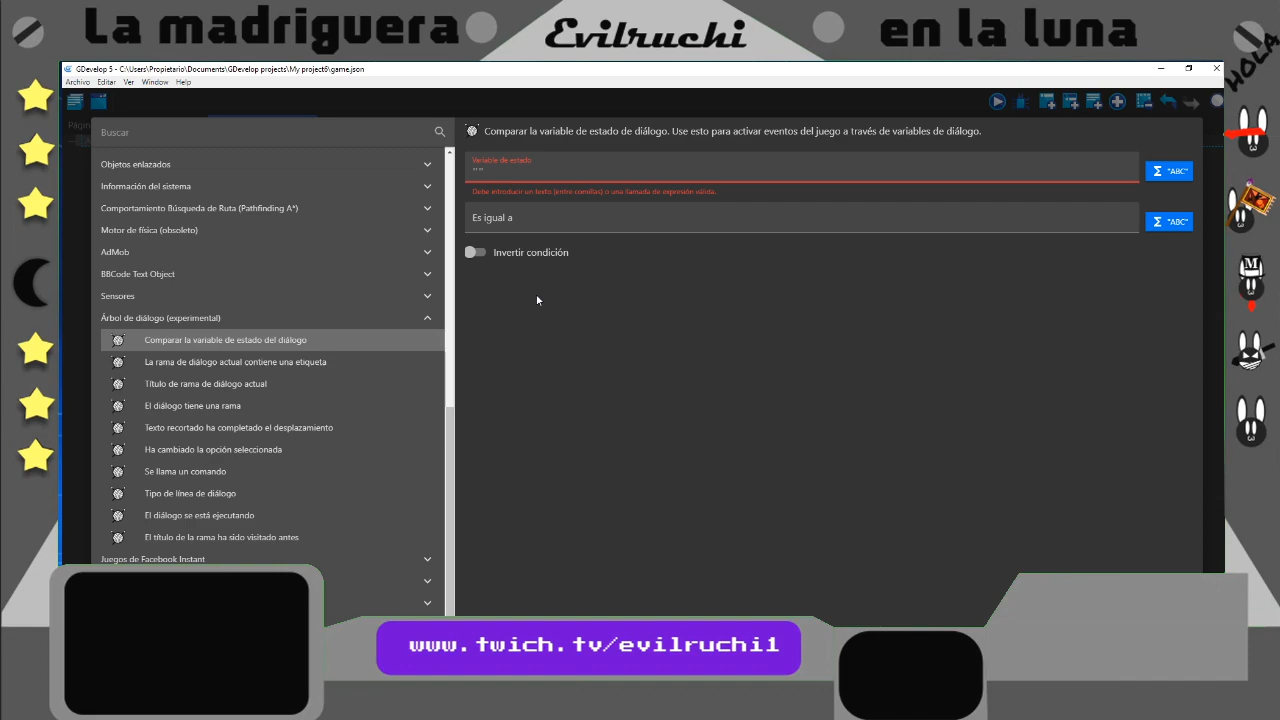 La madriguera
Evilruchi
en la luna
HOLA
GDevelop 5 - C:\Users\Propietario\Documents\GDevelop projects\My project6\game.json
Archivo Editar Ver Window Help
Buscar
Objetos enlazados
Información del sistema
Comportamiento Búsqueda de Ruta (Pathfinding A*)
Motor de física (obsoleto)
AdMob
BBCode Text Object
Sensores
Árbol de diálogo (experimental)
Comparar la variable de estado del diálogo
La rama de diálogo actual contiene una etiqueta
Título de rama de diálogo actual
El diálogo tiene una rama
Texto recortado ha completado el desplazamiento
Ha cambiado la opción seleccionada
Se llama un comando
Tipo de línea de diálogo
El diálogo se está ejecutando
El título de la rama ha sido visitado antes
Juegos de Facebook Instant
Comparar la variable de estado de diálogo. Use esto para activar eventos del juego a través de variables de diálogo.
Variable de estado
""
Σ "ABC"
Debe introducir un texto (entre comillas) o una llamada de expresión válida.
Es igual a
Σ "ABC"
Invertir condición
M
www.twich.tv/evilruchi1